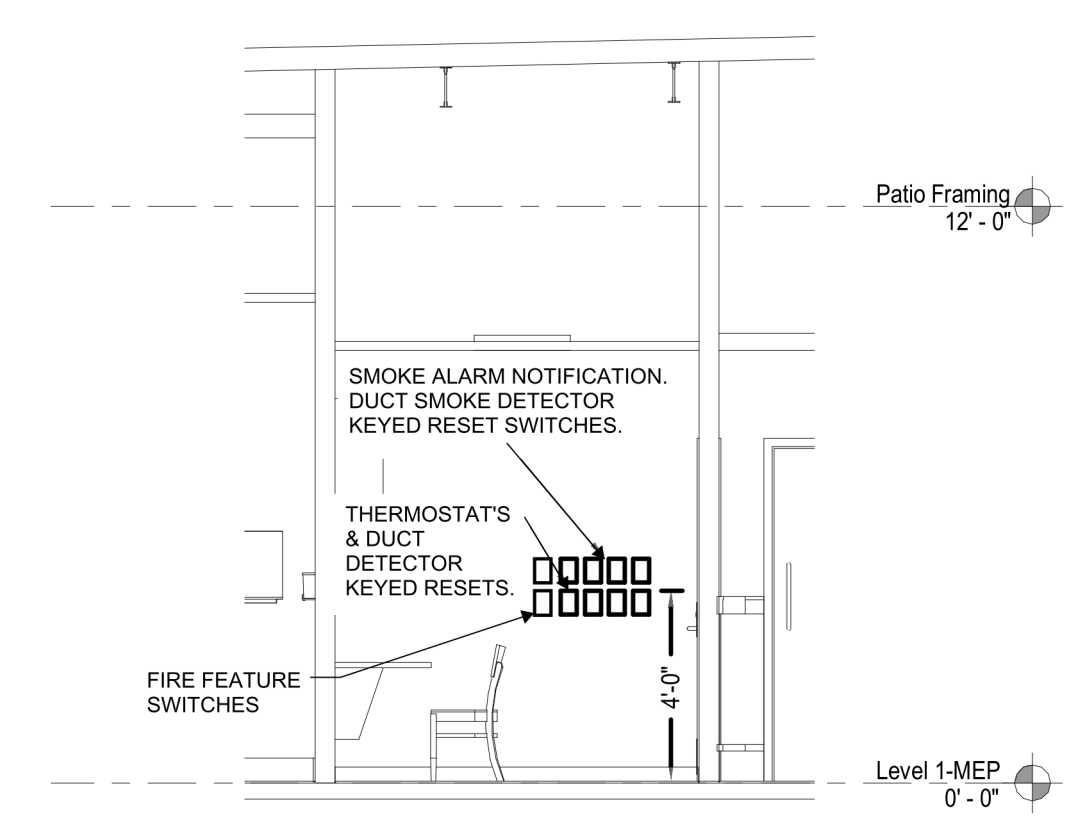 Patio Framing
12' - 0"
SMOKE ALARM NOTIFICATION.
DUCT SMOKE DETECTOR
KEYED RESET SWITCHES.
THERMOSTAT'S
& DUCT
DETECTOR
KEYED RESETS.
FIRE FEATURE
SWITCHES
4'-0"
Level 1-MEP
0' - 0"